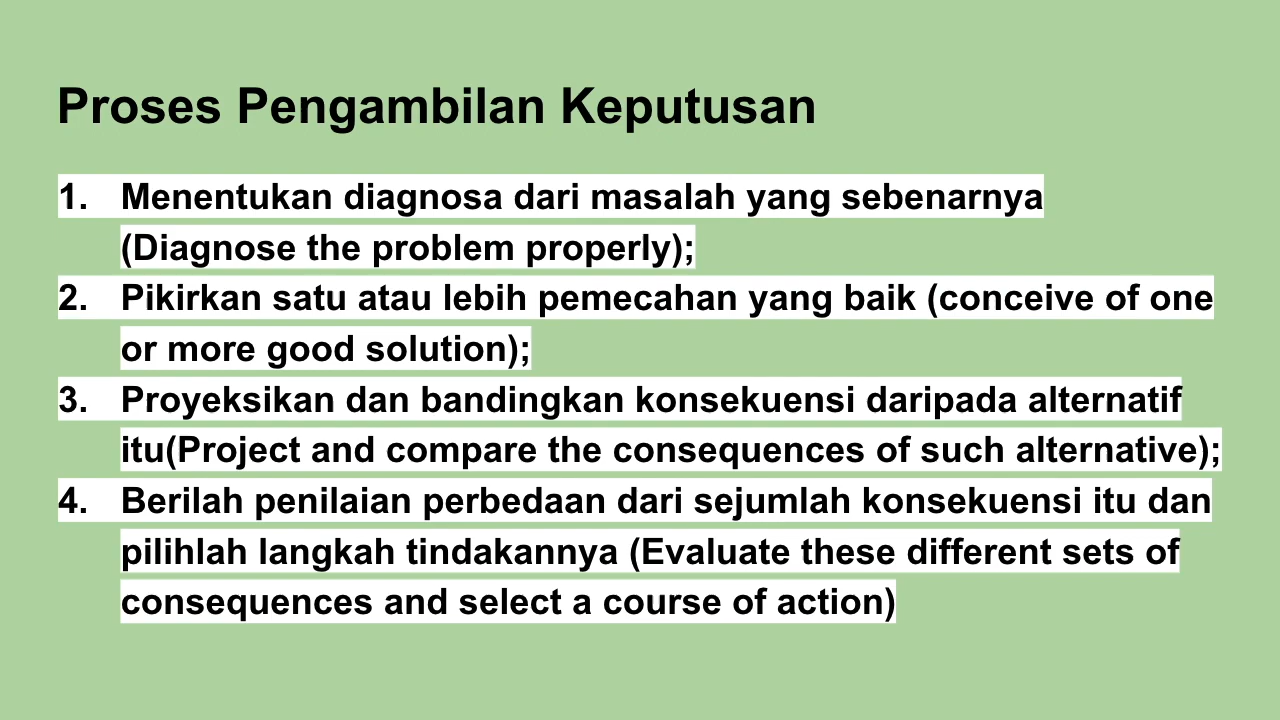 Proses Pengambilan Keputusan
1. Menentukan diagnosa dari masalah yang sebenarnya
(Diagnose the problem properly);
2. Pikirkan satu atau lebih pemecahan yang baik (conceive of one
or more good solution);
3. Proyeksikan dan bandingkan konsekuensi daripada alternatif
itu(Project and compare the consequences of such alternative);
4. Berilah penilaian perbedaan dari sejumlah konsekuensi itu dan
pilihlah langkah tindakannya (Evaluate these different sets of
consequences and select a course of action)